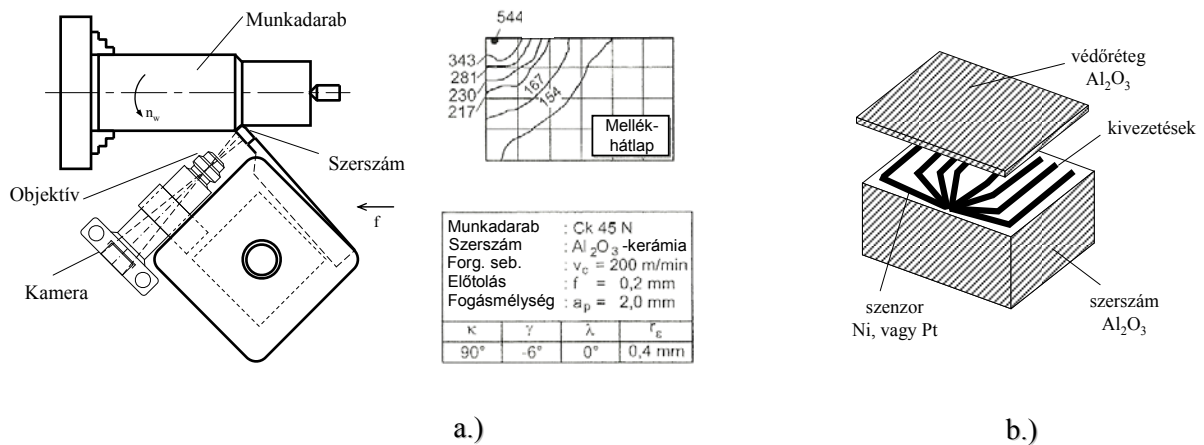 Munkadarab
n_w
Szerszám
Objektív
f
Kamera
544
343
281
230
217
167
154
Mellék-
hátlap
Munkadarab : Ck 45 N
Szerszám : Al₂O₃ -kerámia
Forg. seb. : v_c = 200 m/min
Előtolás : f = 0,2 mm
Fogásmélység : a_p = 2,0 mm
κ γ λ r_ε
90° -6° 0° 0,4 mm
a.)
védőréteg
Al₂O₃
kivezetések
szenzor
Ni, vagy Pt
szerszám
Al₂O₃
b.)